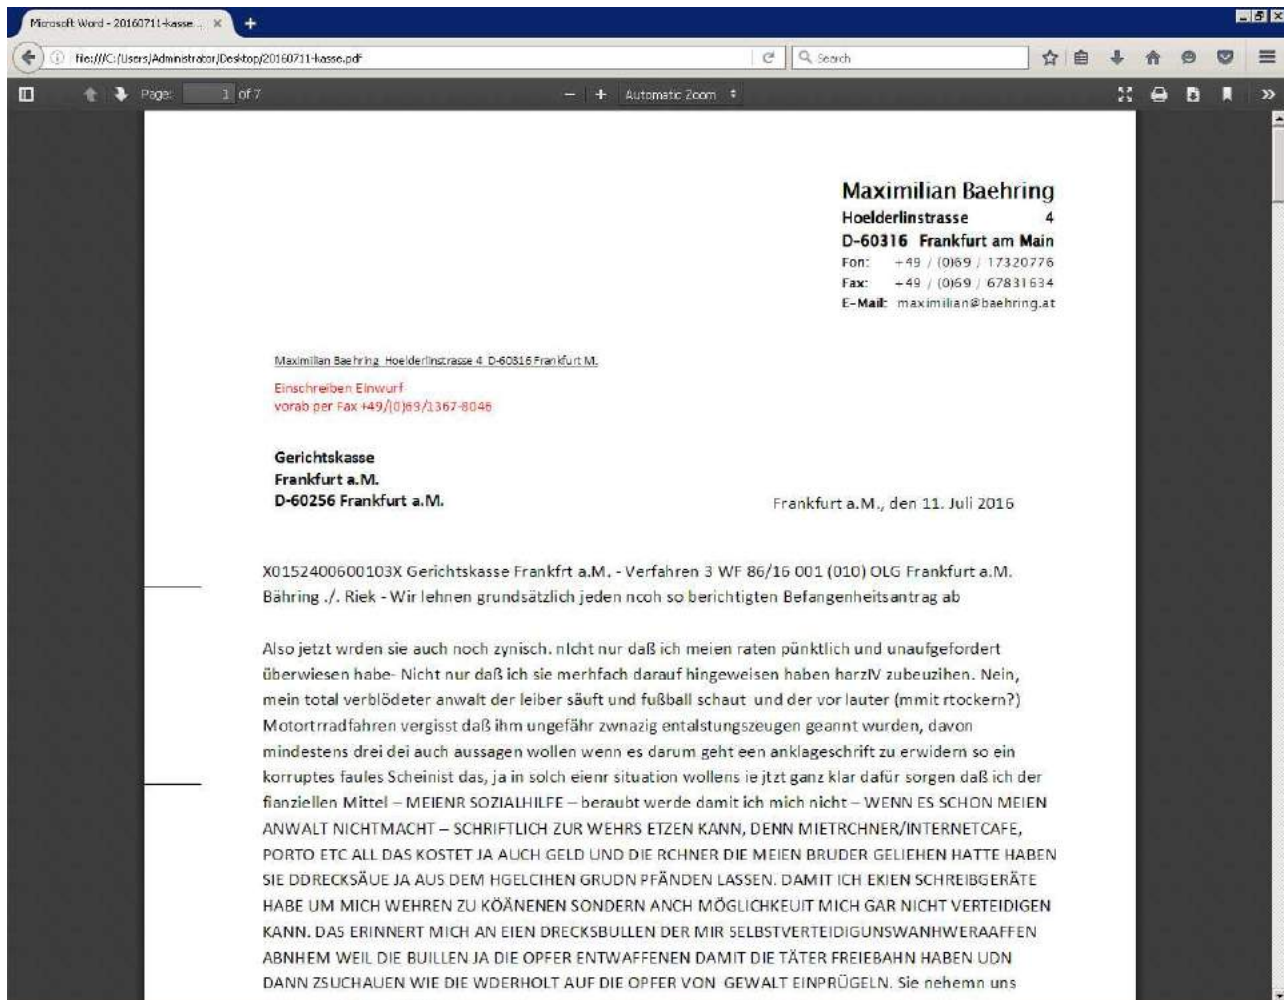 Microsoft Word - 20160711-kasse...
file:///C:/Users/Administrator/Desktop/20160711-kasse.pdf
Search
Page: 1 of 7
Automatic Zoom
Maximilian Baehring
Hoelderlinstrasse 4
D-60316 Frankfurt am Main
Fon: +49 / (0)69 / 17320776
Fax: +49 / (0)69 / 67831634
E-Mail: maximilian@baehring.at
Maximilian Baehring Hoelderlinstrasse 4 D-60316 Frankfurt M.
Einschreiben Einwurf
vorab per Fax +49/(0)69/1367-8046
Gerichtskasse
Frankfurt a.M.
D-60256 Frankfurt a.M.
Frankfurt a.M., den 11. Juli 2016
X0152400600103X Gerichtskasse Frankfrt a.M. - Verfahren 3 WF 86/16 001 (010) OLG Frankfurt a.M.
Bähring ./. Riek - Wir lehnen grundsätzlich jeden ncoh so berichtigten Befangenheitsantrag ab
Also jetzt wrden sie auch noch zynisch. nIcht nur daß ich meien raten pünktlich und unaufgefordert
überwiesen habe- Nicht nur daß ich sie merhfach darauf hingeweisen haben harzIV zubeuzihen. Nein,
mein total verblödeter anwalt der leiber säuft und fußball schaut und der vor lauter (mmit rtockern?)
Motortrradfahren vergisst daß ihm ungefähr zwnazig entalstungszeugen geannt wurden, davon
mindestens drei dei auch aussagen wollen wenn es darum geht een anklageschrift zu erwidern so ein
korruptes faules Scheinist das, ja in solch eienr situation wollens ie jtzt ganz klar dafür sorgen daß ich der
fianziellen Mittel – MEIENR SOZIALHILFE – beraubt werde damit ich mich nicht – WENN ES SCHON MEIEN
ANWALT NICHTMACHT – SCHRIFTLICH ZUR WEHRS ETZEN KANN, DENN MIETRCHNER/INTERNETCAFE,
PORTO ETC ALL DAS KOSTET JA AUCH GELD UND DIE RCHNER DIE MEIEN BRUDER GELIEHEN HATTE HABEN
SIE DDRECKSÄUE JA AUS DEM HGELCIHEN GRUDN PFÄNDEN LASSEN. DAMIT ICH EKIEN SCHREIBGERÄTE
HABE UM MICH WEHREN ZU KÖÄNENEN SONDERN ANCH MÖGLICHKEUIT MICH GAR NICHT VERTEIDIGEN
KANN. DAS ERINNERT MICH AN EIEN DRECKSBULLEN DER MIR SELBSTVERTEIDIGUNSWANHWERAAFFEN
ABNHEM WEIL DIE BUILLEN JA DIE OPFER ENTWAFFENEN DAMIT DIE TÄTER FREIEBAHN HABEN UDN
DANN ZSUCHAUEN WIE DIE WDERHOLT AUF DIE OPFER VON GEWALT EINPRÜGELN. Sie nehemn uns